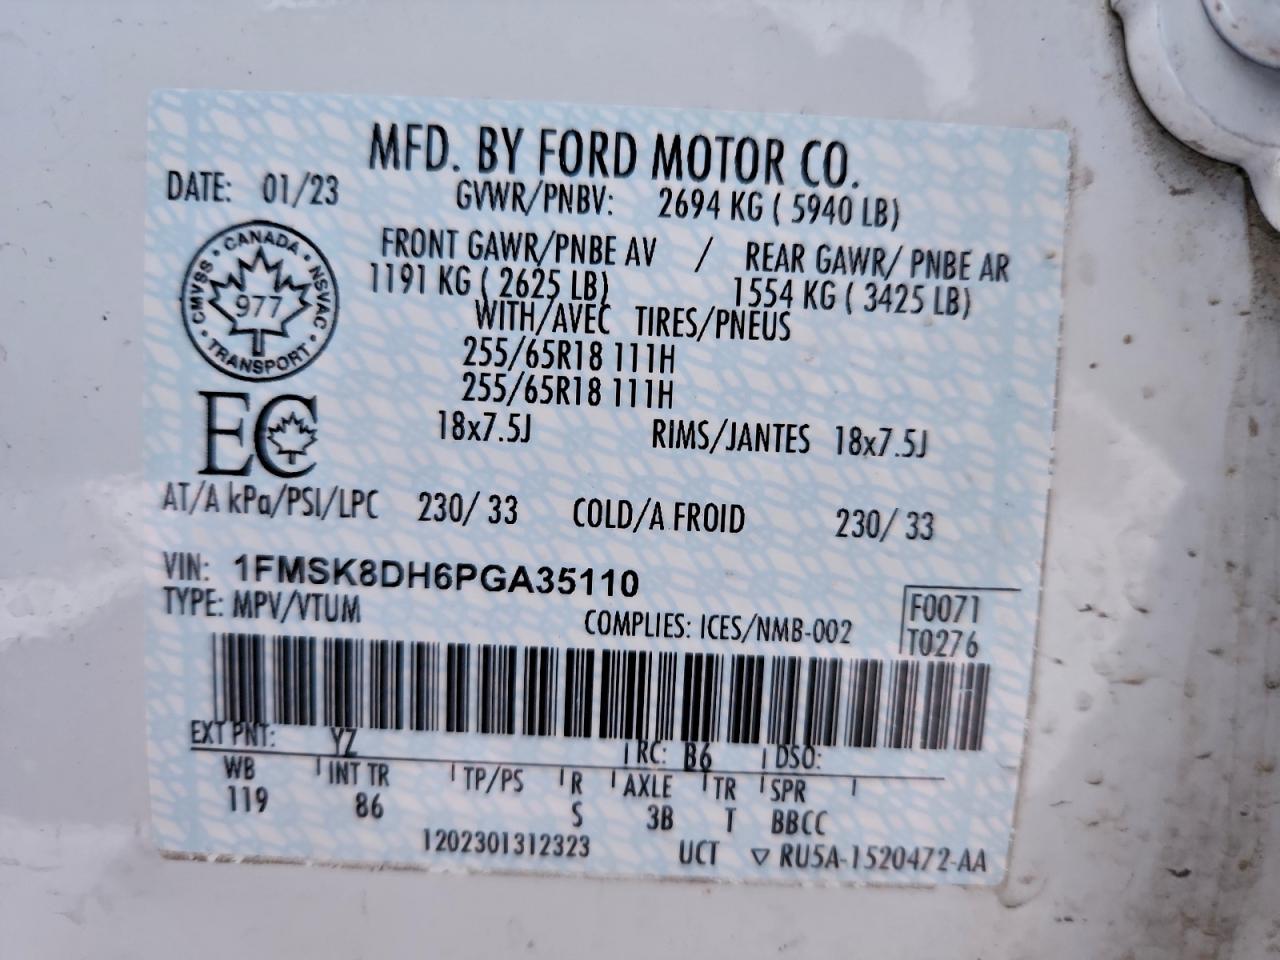 MFD. BY FORD MOTOR CO.
DATE: 01/23 GVWR/PNBV: 2694 KG ( 5940 LB)
FRONT GAWR/PNBE AV / REAR GAWR/ PNBE AR
1191 KG ( 2625 LB) 1554 KG ( 3425 LB)
WITH/AVEC TIRES/PNEUS
255/65R18 111H
255/65R18 111H
18x7.5J RIMS/JANTES 18x7.5J
CANADA · NSVAC · TRANSPORT · CMVSS ·
977
EC
AT/A kPa/PSI/LPC 230/ 33 COLD/A FROID 230/ 33
VIN: 1FMSK8DH6PGA35110
TYPE: MPV/VTUM COMPLIES: ICES/NMB-002
F0071
T0276
EXT PNT: YZ RC: B6 DSO:
WB INT TR TP/PS R AXLE TR SPR
119 86 S 3B T BBCC
1202301312323 UCT ▽ RU5A-1520472-AA